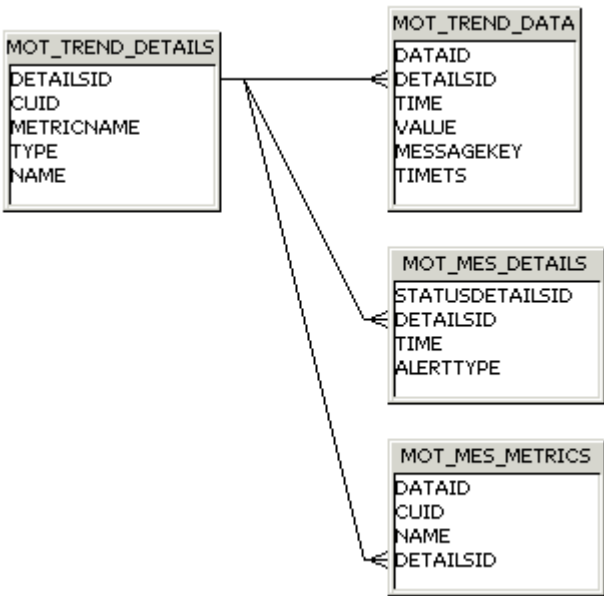 MOT_TREND_DETAILS
DETAILSID
CUID
METRICNAME
TYPE
NAME
MOT_TREND_DATA
DATAID
DETAILSID
TIME
VALUE
MESSAGEKEY
TIMETS
MOT_MES_DETAILS
STATUSDETAILSID
DETAILSID
TIME
ALERTTYPE
MOT_MES_METRICS
DATAID
CUID
NAME
DETAILSID